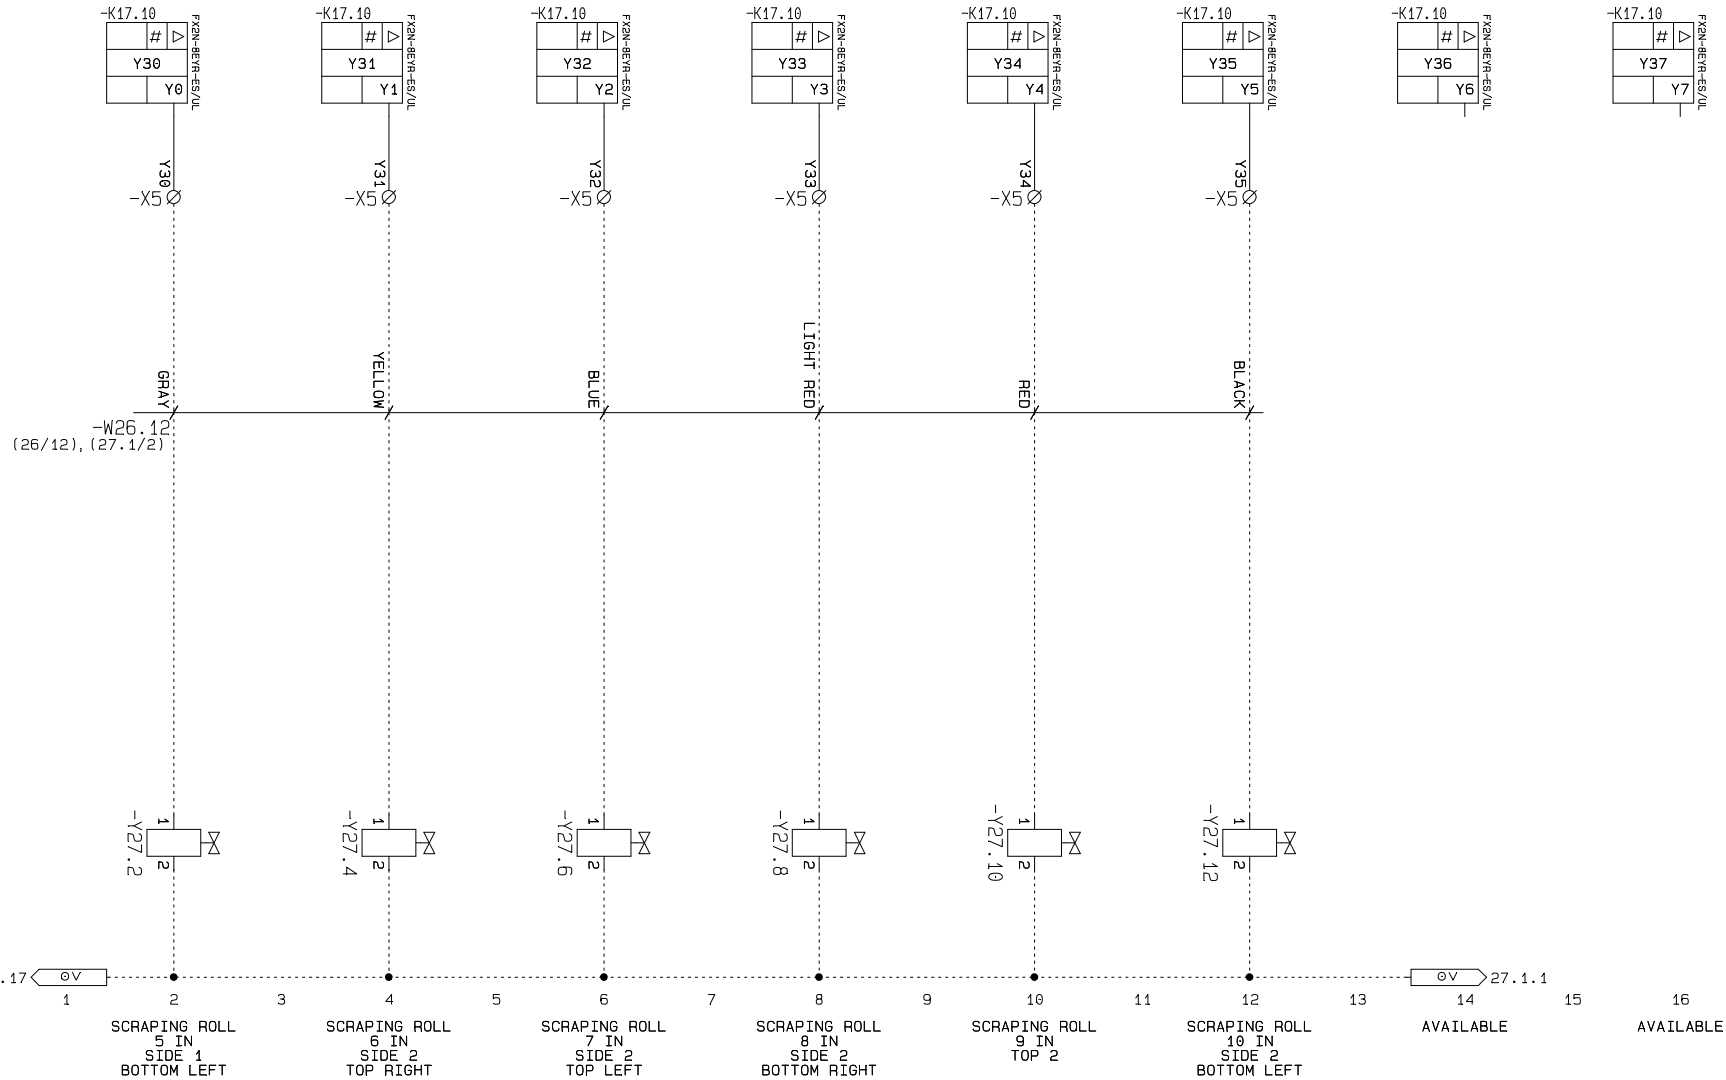 -K17.10 -K17.10 -K17.10 -K17.10 -K17.10 -K17.10 -K17.10 -K17.10
FX2N-8EYR-ES/UL FX2N-8EYR-ES/UL FX2N-8EYR-ES/UL FX2N-8EYR-ES/UL FX2N-8EYR-ES/UL FX2N-8EYR-ES/UL FX2N-8EYR-ES/UL FX2N-8EYR-ES/UL
# # # # # # # #
Y30 Y31 Y32 Y33 Y34 Y35 Y36 Y37
Y0 Y1 Y2 Y3 Y4 Y5 Y6 Y7
Y30 Y31 Y32 Y33 Y34 Y35
-X5 -X5 -X5 -X5 -X5 -X5
GRAY YELLOW BLUE LIGHT RED RED BLACK
-W26.12
(26/12),(27.1/2)
1 1 1 1 1 1
-Y27.2 -Y27.4 -Y27.6 -Y27.8 -Y27.10 -Y27.12
2 2 2 2 2 2
.17 0V 0V 27.1.1
1 2 3 4 5 6 7 8 9 10 11 12 13 14 15 16
SCRAPING ROLL
5 IN
SIDE 1
BOTTOM LEFT
SCRAPING ROLL
6 IN
SIDE 2
TOP RIGHT
SCRAPING ROLL
7 IN
SIDE 2
TOP LEFT
SCRAPING ROLL
8 IN
SIDE 2
BOTTOM RIGHT
SCRAPING ROLL
9 IN
TOP 2
SCRAPING ROLL
10 IN
SIDE 2
BOTTOM LEFT
AVAILABLE
AVAILABLE